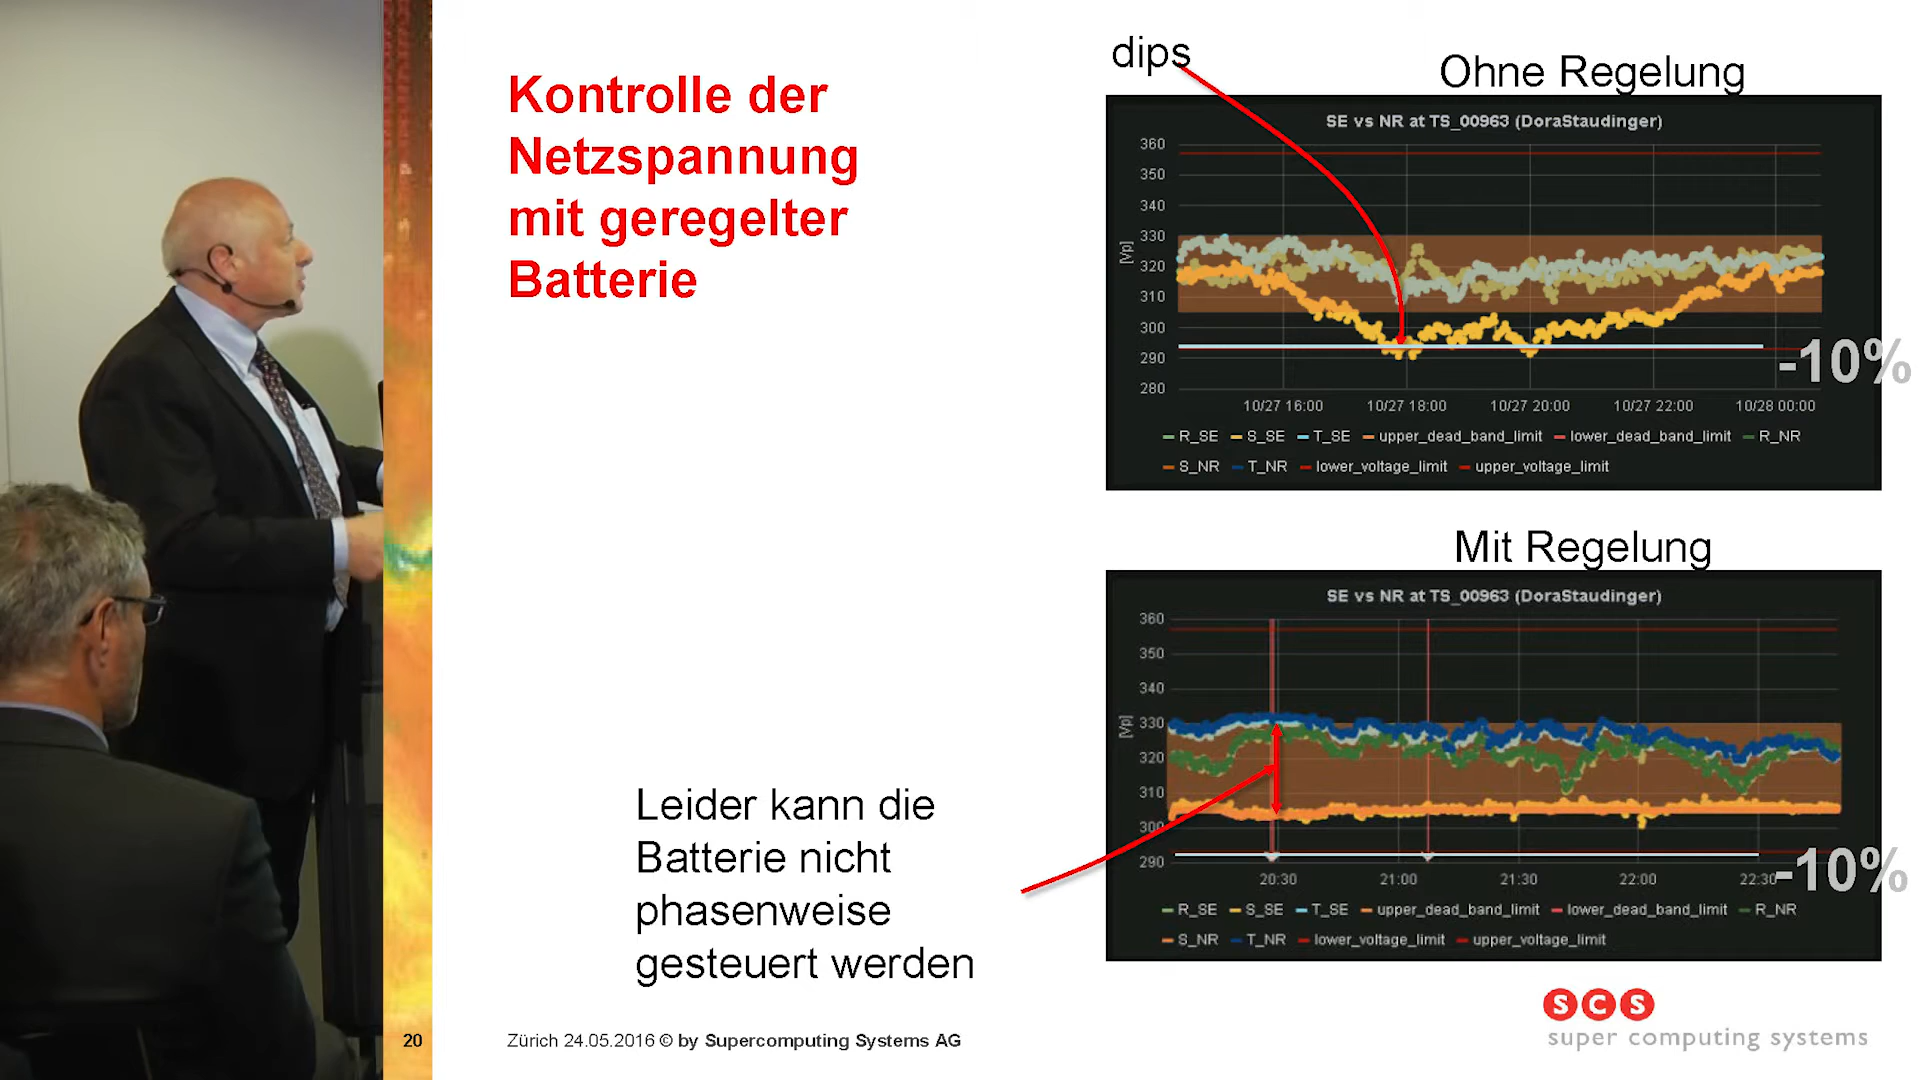 Kontrolle der
Netzspannung
mit geregelter
Batterie
dips
Ohne Regelung
SE vs NR at TS_00963 (DoraStaudinger)
360
350
340
330
320
310
300
290
280
[Vp]
10/27 16:00 10/27 18:00 10/27 20:00 10/27 22:00 10/28 00:00
-10%
R_SE S_SE T_SE upper_dead_band_limit lower_dead_band_limit R_NR
S_NR T_NR lower_voltage_limit upper_voltage_limit
Mit Regelung
SE vs NR at TS_00963 (DoraStaudinger)
360
350
340
330
320
310
300
290
[Vp]
20:30 21:00 21:30 22:00 22:30
-10%
R_SE S_SE T_SE upper_dead_band_limit lower_dead_band_limit R_NR
S_NR T_NR lower_voltage_limit upper_voltage_limit
Leider kann die
Batterie nicht
phasenweise
gesteuert werden
20
Zürich 24.05.2016 © by Supercomputing Systems AG
SCS
super computing systems